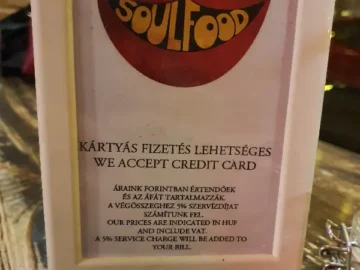 SOULFOOD
KÁRTYÁS FIZETÉS LEHETSÉGES
WE ACCEPT CREDIT CARD
ÁRAINK FORINTBAN ÉRTENDŐEK
ÉS AZ ÁFÁT TARTALMAZZÁK.
A VÉGÖSSZEGHEZ 5% SZERVÍZDÍJAT
SZÁMÍTUNK FEL.
OUR PRICES ARE INDICATED IN HUF
AND INCLUDE VAT.
A 5% SERVICE CHARGE WILL BE ADDED TO
YOUR BILL.